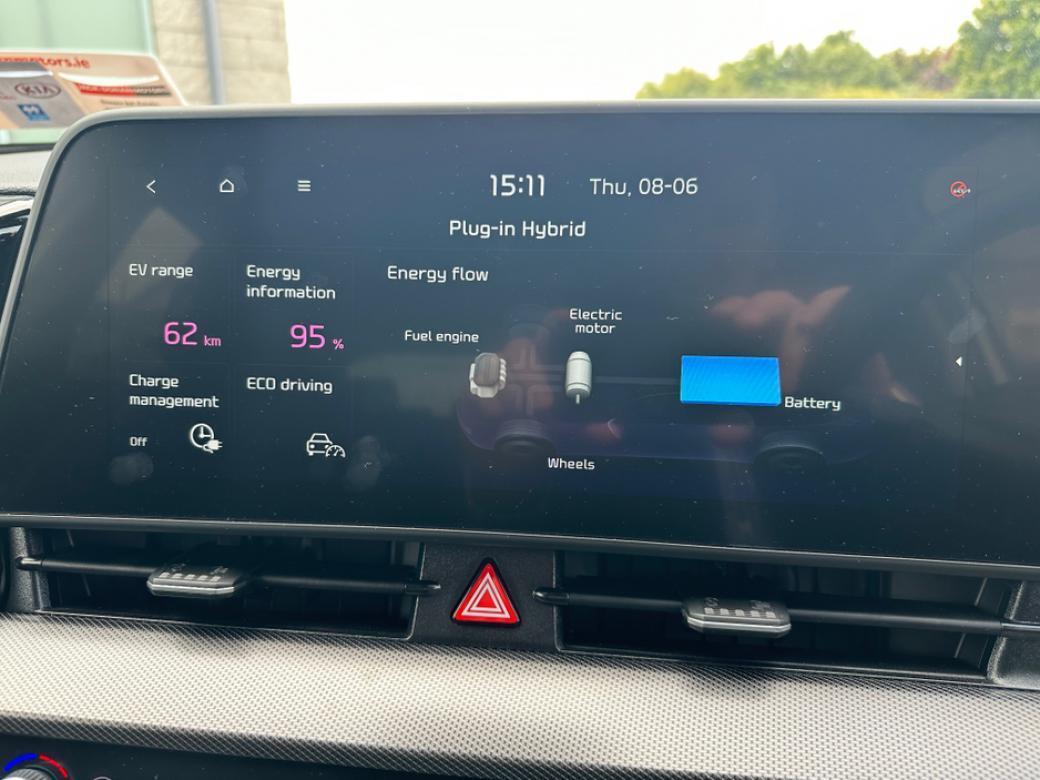 nmotors.ie
KIA
15:11 Thu, 08-06
Plug-in Hybrid
EV range
62 km
Energy
information
95 %
Charge
management
Off
ECO driving
Energy flow
Fuel engine
Electric
motor
Battery
Wheels